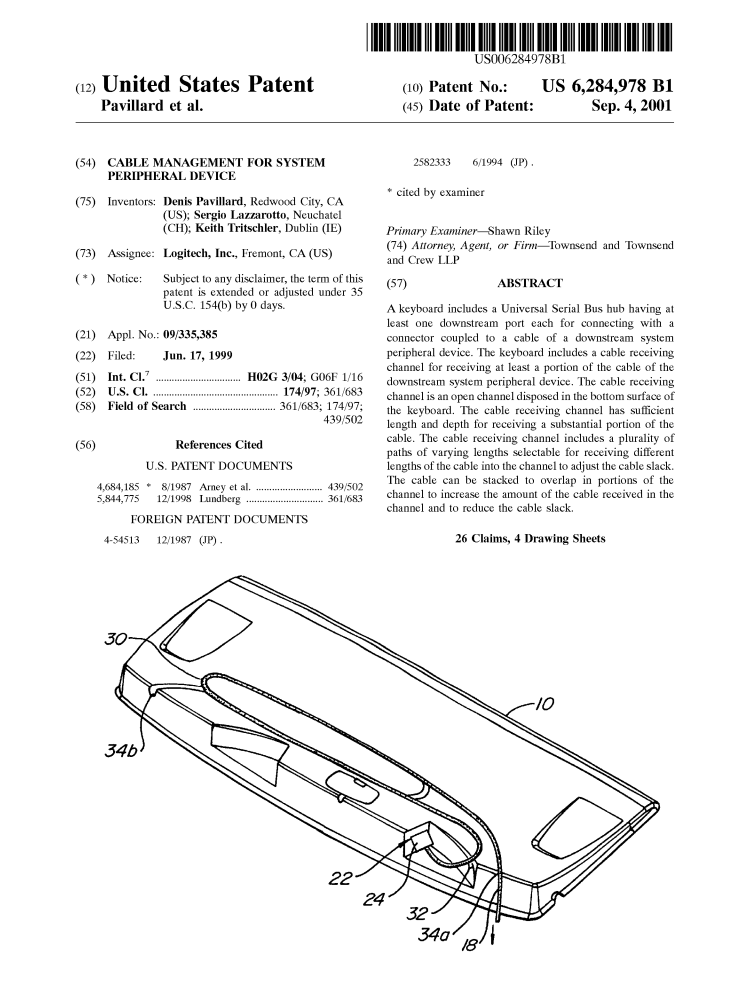 US006284978B1
(12) United States Patent
Pavillard et al.
(10) Patent No.: US 6,284,978 B1
(45) Date of Patent: Sep. 4, 2001
(54) CABLE MANAGEMENT FOR SYSTEM
PERIPHERAL DEVICE
(75) Inventors: Denis Pavillard, Redwood City, CA
(US); Sergio Lazzarotto, Neuchatel
(CH); Keith Tritschler, Dublin (IE)
(73) Assignee: Logitech, Inc., Fremont, CA (US)
( * ) Notice: Subject to any disclaimer, the term of this
patent is extended or adjusted under 35
U.S.C. 154(b) by 0 days.
(21) Appl. No.: 09/335,385
(22) Filed: Jun. 17, 1999
(51) Int. Cl.7 ................................ H02G 3/04; G06F 1/16
(52) U.S. Cl. ............................................... 174/97; 361/683
(58) Field of Search ................................ 361/683; 174/97;
439/502
(56) References Cited
U.S. PATENT DOCUMENTS
4,684,185 * 8/1987 Arney et al. ......................... 439/502
5,844,775 12/1998 Lundberg ............................. 361/683
FOREIGN PATENT DOCUMENTS
4-54513 12/1987 (JP) .
2582333 6/1994 (JP) .
* cited by examiner
Primary Examiner—Shawn Riley
(74) Attorney, Agent, or Firm—Townsend and Townsend
and Crew LLP
(57) ABSTRACT
A keyboard includes a Universal Serial Bus hub having at
least one downstream port each for connecting with a
connector coupled to a cable of a downstream system
peripheral device. The keyboard includes a cable receiving
channel for receiving at least a portion of the cable of the
downstream system peripheral device. The cable receiving
channel is an open channel disposed in the bottom surface of
the keyboard. The cable receiving channel has sufficient
length and depth for receiving a substantial portion of the
cable. The cable receiving channel includes a plurality of
paths of varying lengths selectable for receiving different
lengths of the cable into the channel to adjust the cable slack.
The cable can be stacked to overlap in portions of the
channel to increase the amount of the cable received in the
channel and to reduce the cable slack.
26 Claims, 4 Drawing Sheets
30
10
34b
22
24
32
34a
18